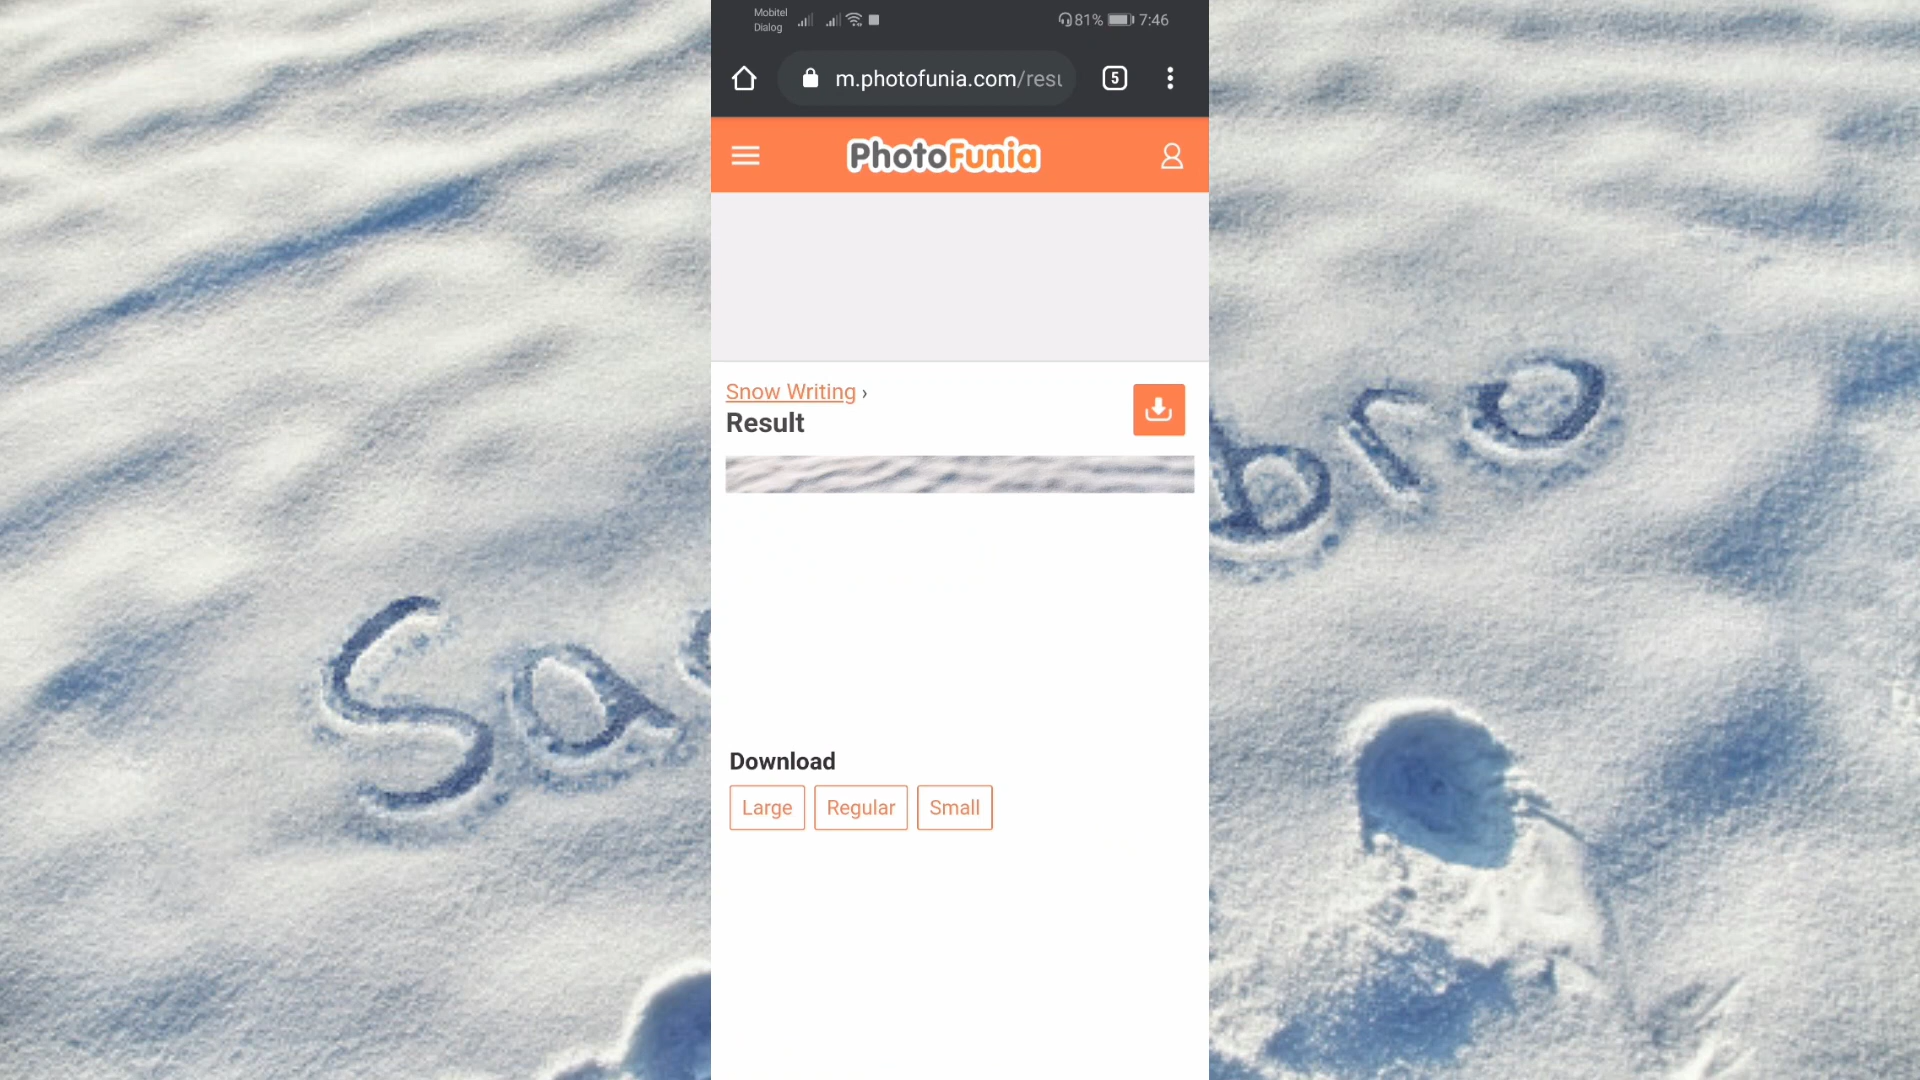 Mobitel
Dialog
81% 7:46
m.photofunia.com/resu
5
PhotoFunia
Snow Writing ›
Result
bro
Sa
Download
Large Regular Small